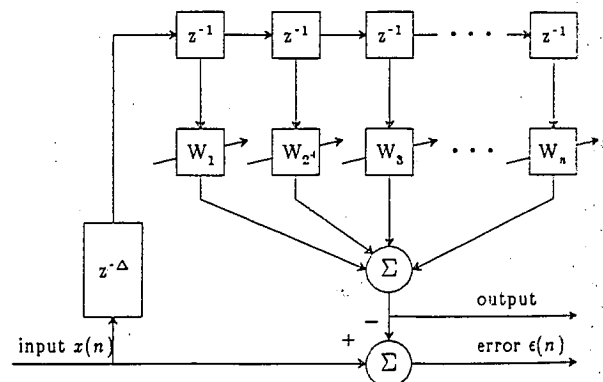 z⁻¹ z⁻¹ z⁻¹ · · · z⁻¹
W₁ W₂ W₃ · · · Wₙ
z⁻Δ
Σ
− output
input x(n) + Σ error ϵ(n)